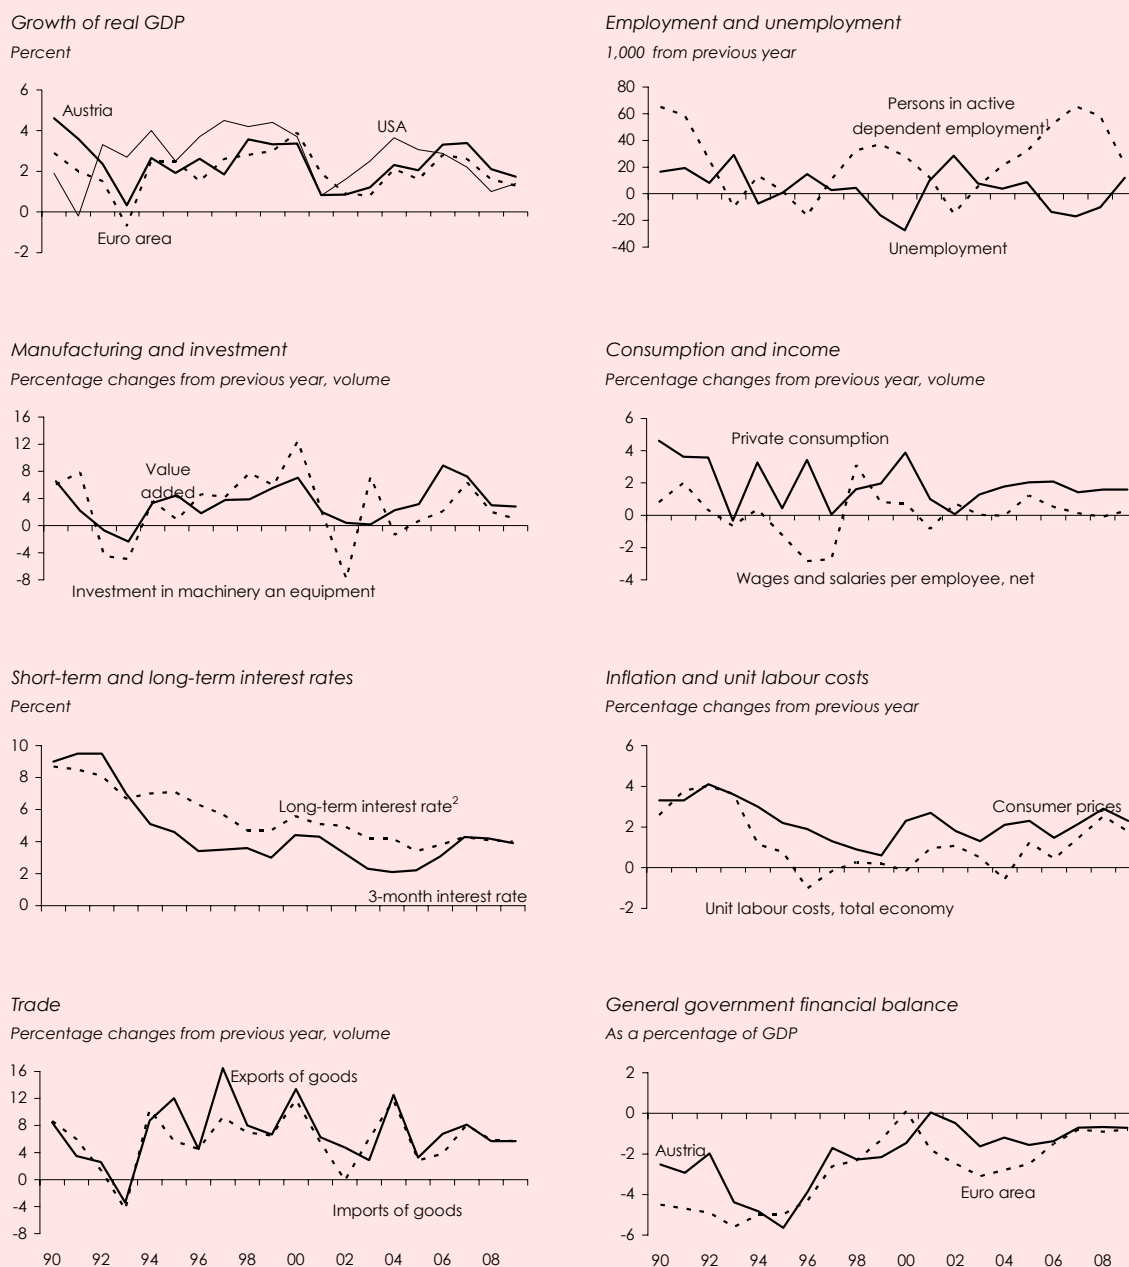 Growth of real GDP
Percent
6
4
2
0
-2
Austria
USA
Euro area
Employment and unemployment
1,000 from previous year
80
60
40
20
0
-20
-40
Persons in active
dependent employment¹
Unemployment
Manufacturing and investment
Percentage changes from previous year, volume
16
12
8
4
0
-4
-8
Value
added
Investment in machinery an equipment
Consumption and income
Percentage changes from previous year, volume
6
4
2
0
-2
-4
Private consumption
Wages and salaries per employee, net
Short-term and long-term interest rates
Percent
10
8
6
4
2
0
Long-term interest rate²
3-month interest rate
Inflation and unit labour costs
Percentage changes from previous year
6
4
2
0
-2
Consumer prices
Unit labour costs, total economy
Trade
Percentage changes from previous year, volume
16
12
8
4
0
-4
-8
Exports of goods
Imports of goods
90 92 94 96 98 00 02 04 06 08
General government financial balance
As a percentage of GDP
2
0
-2
-4
-6
Austria
Euro area
90 92 94 96 98 00 02 04 06 08